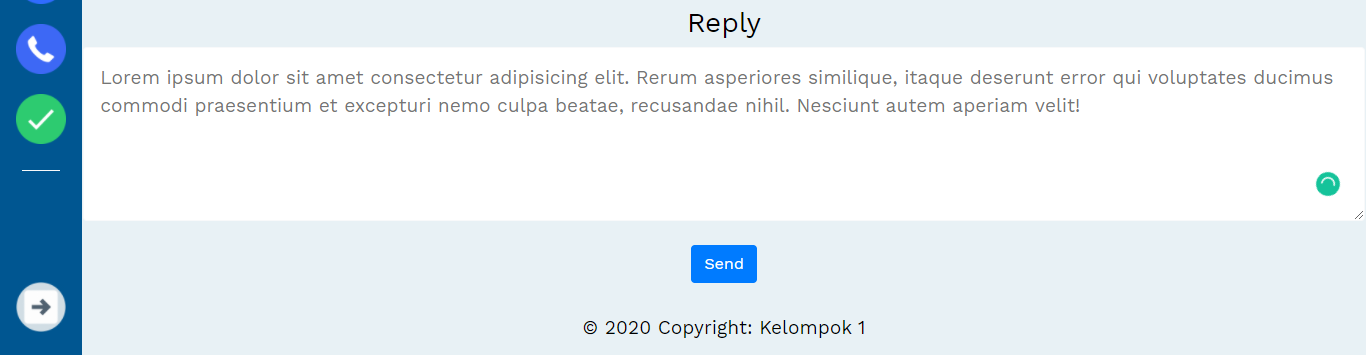 Reply
Lorem ipsum dolor sit amet consectetur adipisicing elit. Rerum asperiores similique, itaque deserunt error qui voluptates ducimus
commodi praesentium et excepturi nemo culpa beatae, recusandae nihil. Nesciunt autem aperiam velit!
Send
© 2020 Copyright: Kelompok 1